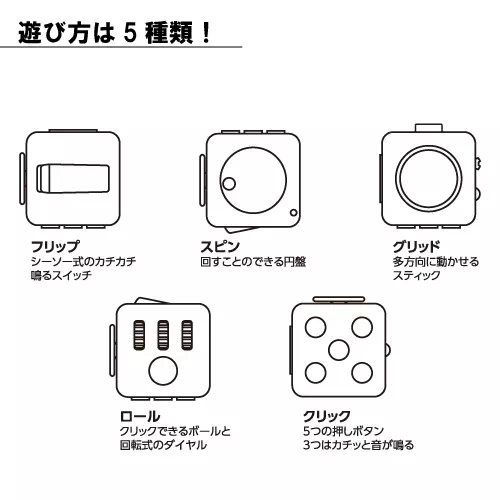 遊び方は5種類！
フリップ
シーソー式のカチカチ
鳴るスイッチ
スピン
回すことのできる円盤
グリッド
多方向に動かせる
スティック
ロール
クリックできるボールと
回転式のダイヤル
クリック
5つの押しボタン
3つはカチッと音が鳴る